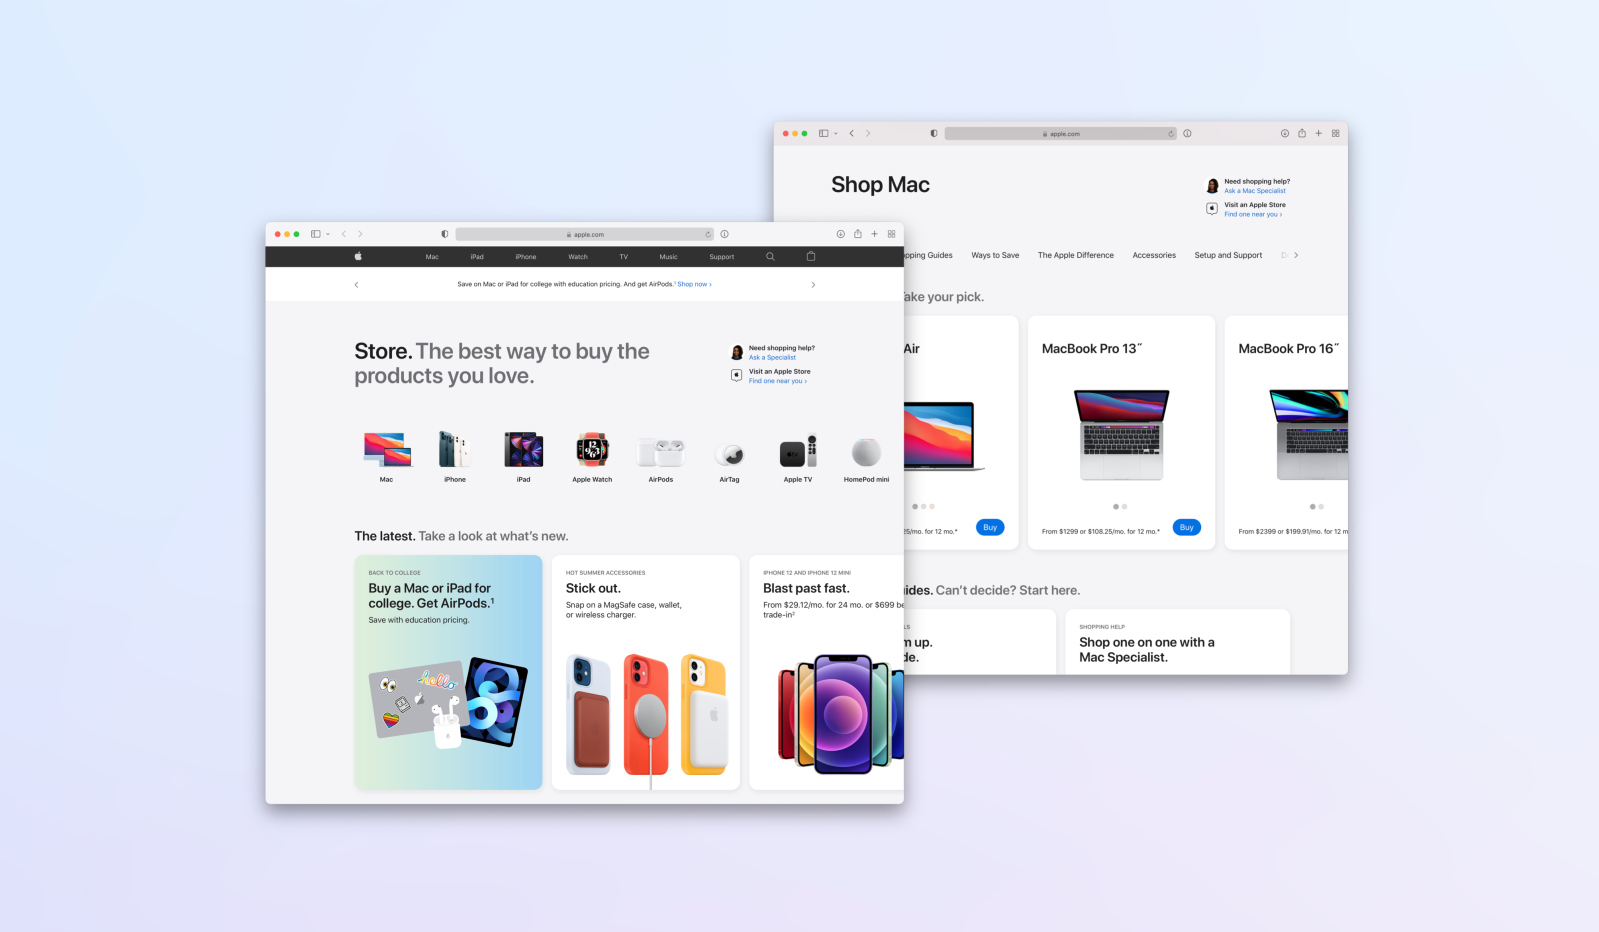 apple.com
Shop Mac
Need shopping help?
Ask a Mac Specialist
Visit an Apple Store
Find one near you ›
pping Guides
Ways to Save
The Apple Difference
Accessories
Setup and Support
ake your pick.
Air
MacBook Pro 13″
MacBook Pro 16″
25/mo. for 12 mo.*
Buy
From $1299 or $108.25/mo. for 12 mo.*
Buy
From $2399 or $199.91/mo. for 12 m
ides. Can’t decide? Start here.
LS
m up.
de.
SHOPPING HELP
Shop one on one with a
Mac Specialist.
apple.com
Mac
iPad
iPhone
Watch
TV
Music
Support
Save on Mac or iPad for college with education pricing. And get AirPods.¹ Shop now ›
Store. The best way to buy the
products you love.
Need shopping help?
Ask a Specialist
Visit an Apple Store
Find one near you ›
12
9 3
6
tv
Mac
iPhone
iPad
Apple Watch
AirPods
AirTag
Apple TV
HomePod mini
The latest. Take a look at what’s new.
BACK TO COLLEGE
Buy a Mac or iPad for
college. Get AirPods.¹
Save with education pricing.
hello
HOT SUMMER ACCESSORIES
Stick out.
Snap on a MagSafe case, wallet,
or wireless charger.
IPHONE 12 AND IPHONE 12 MINI
Blast past fast.
From $29.12/mo. for 24 mo. or $699 be
trade-in²